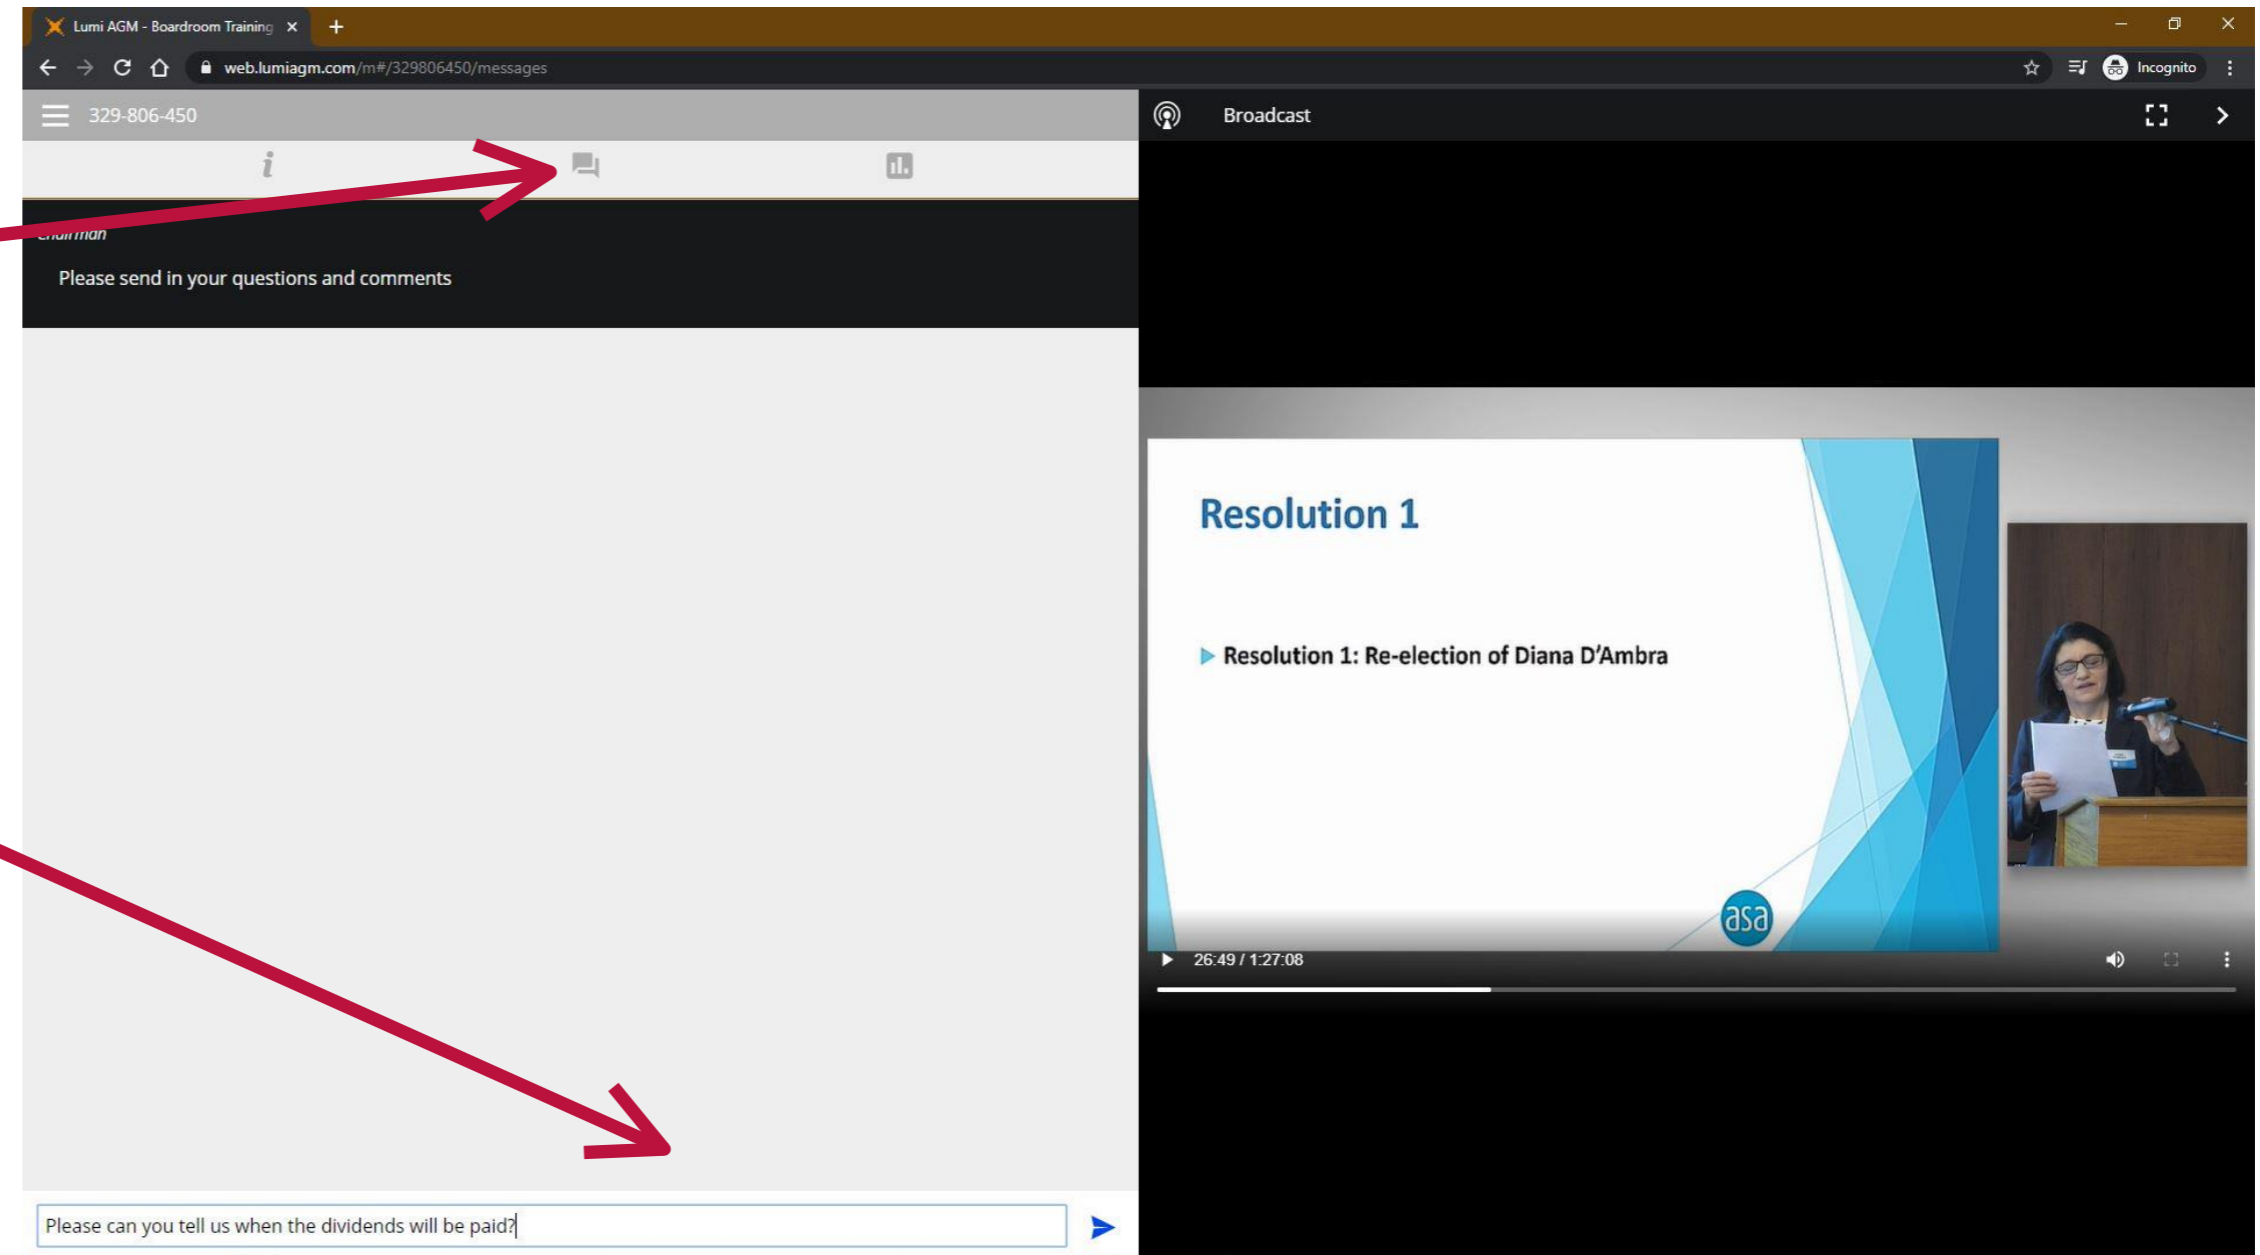 Lumi AGM - Boardroom Training
web.lumiagm.com/m#/329806450/messages
Incognito
329-806-450
Broadcast
i
Chairman
Please send in your questions and comments
Resolution 1
Resolution 1: Re-election of Diana D'Ambra
asa
26:49 / 1:27:08
Please can you tell us when the dividends will be paid?